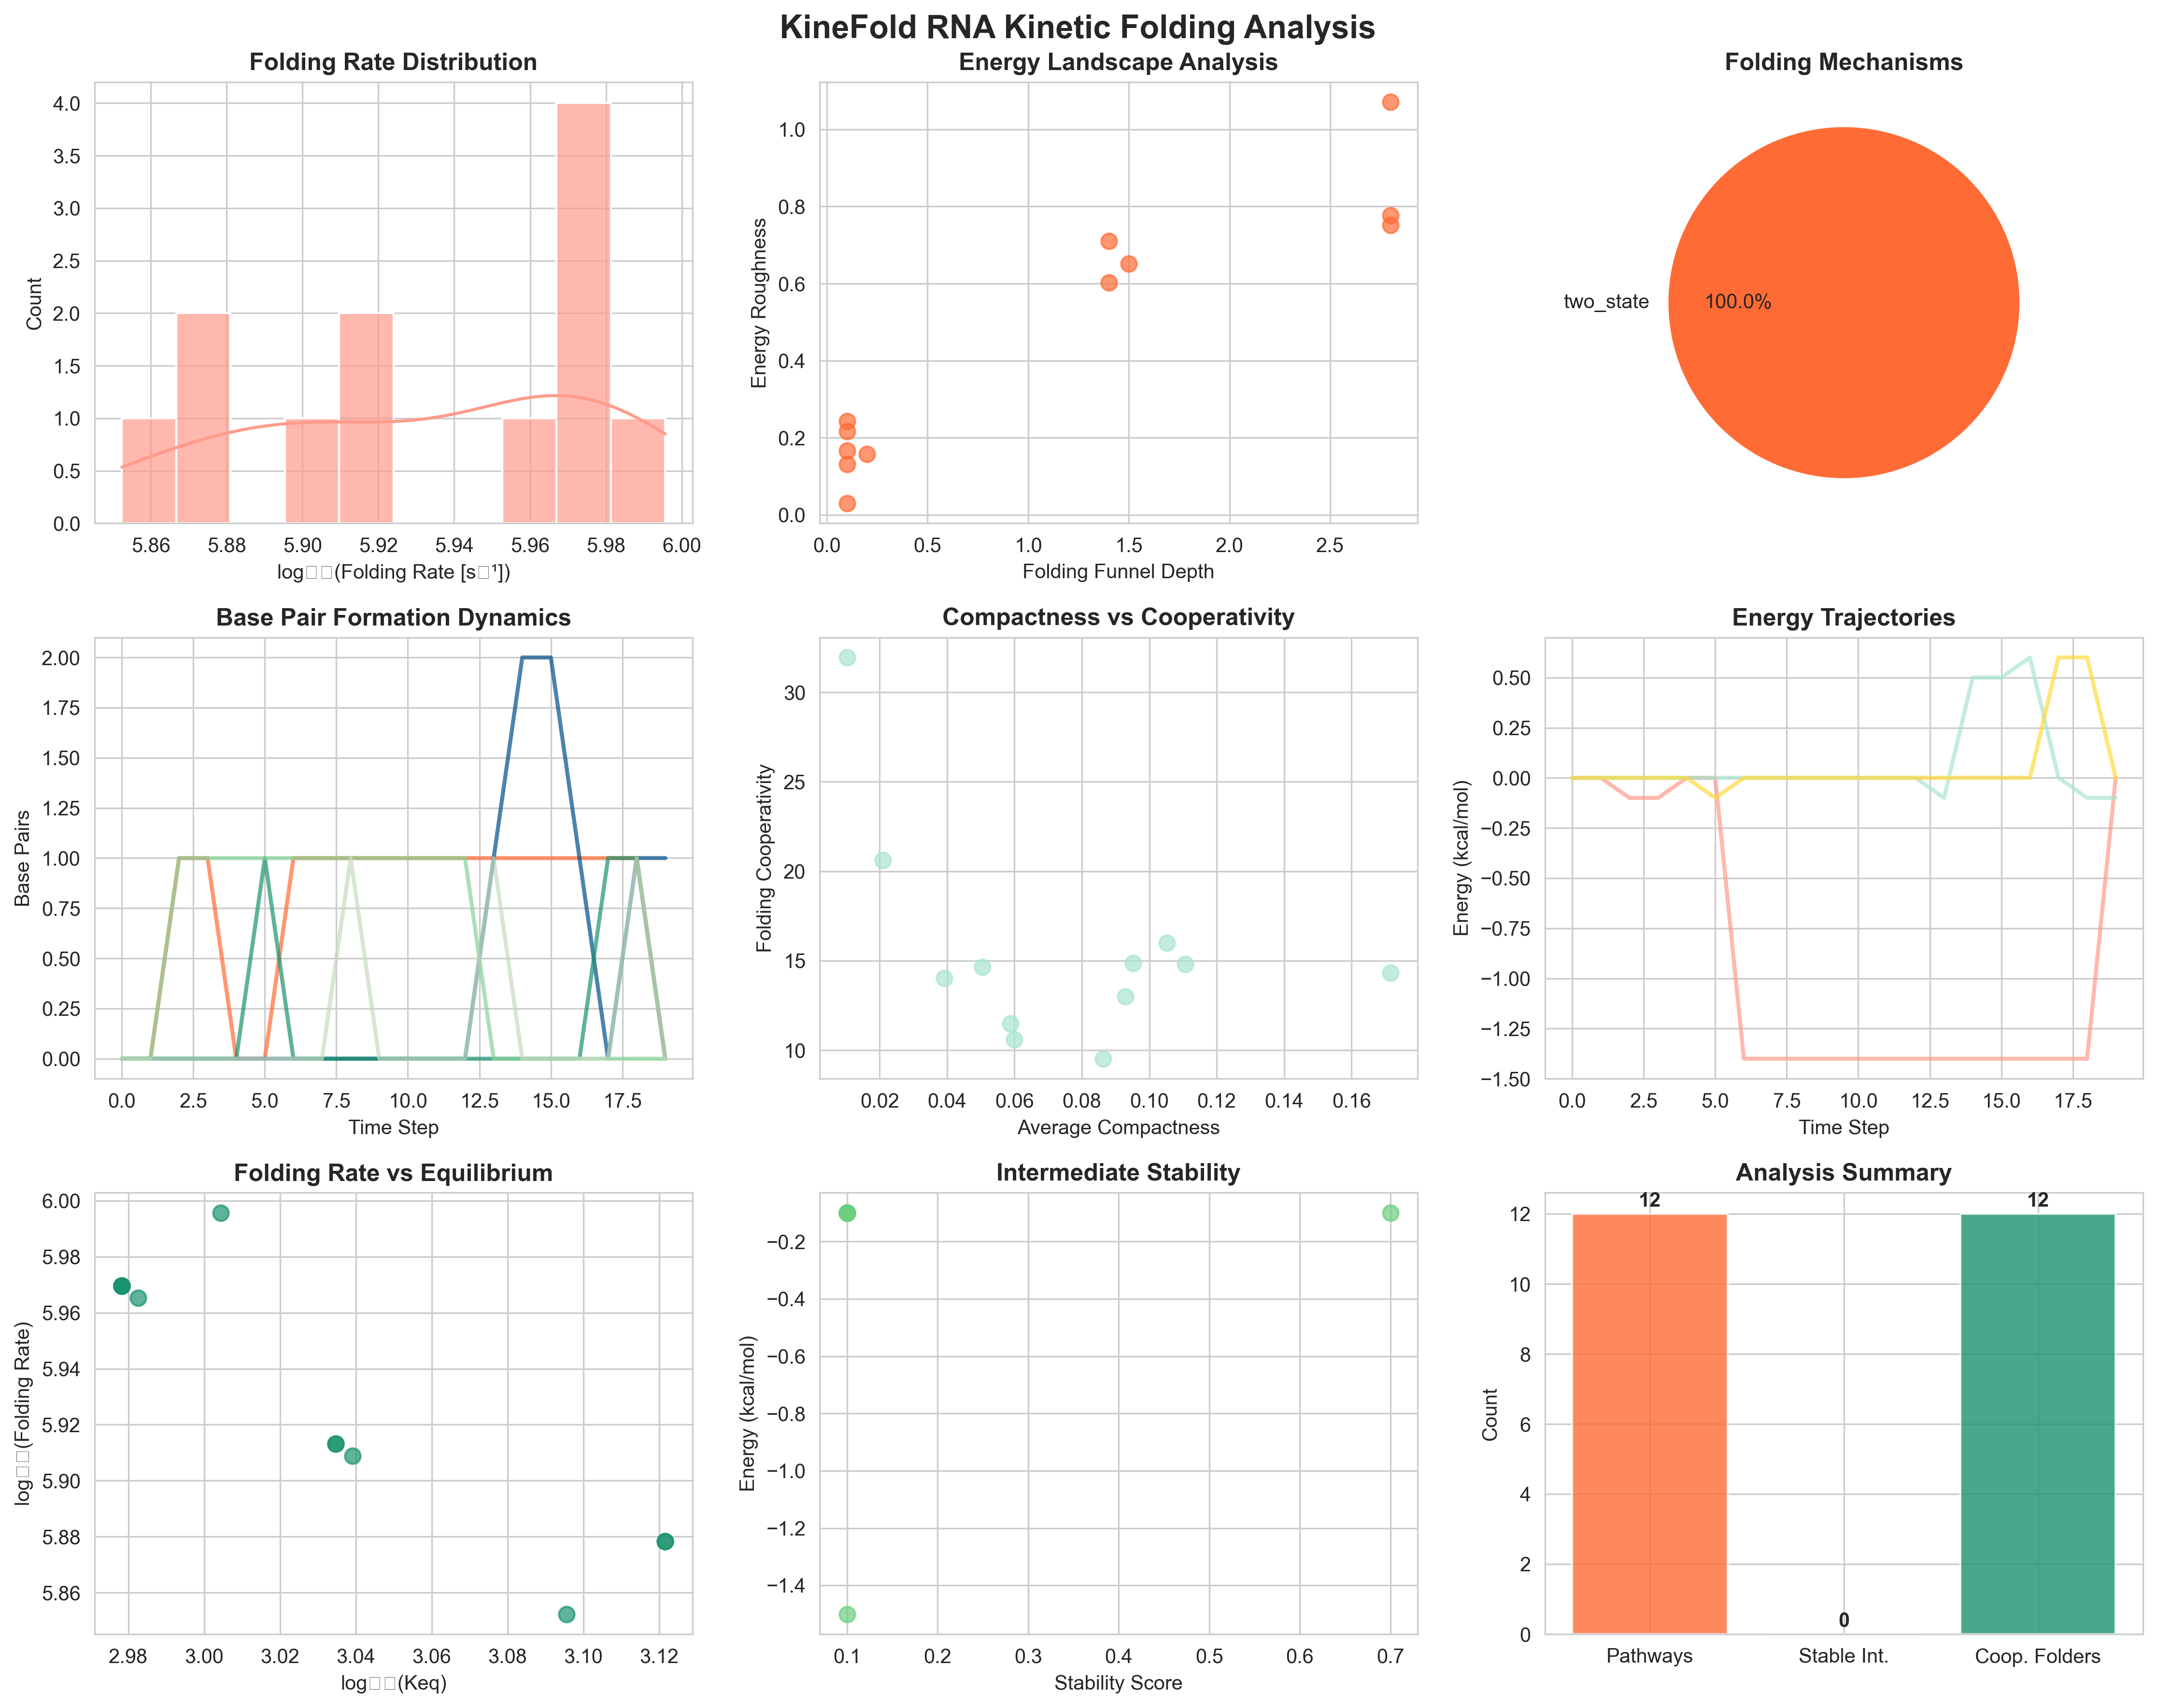 KineFold RNA Kinetic Folding Analysis
Folding Rate Distribution
Count
4.0
3.5
3.0
2.5
2.0
1.5
1.0
0.5
0.0
5.86 5.88 5.90 5.92 5.94 5.96 5.98 6.00
log□□(Folding Rate [s□¹])
Energy Landscape Analysis
Energy Roughness
1.0
0.8
0.6
0.4
0.2
0.0
0.0 0.5 1.0 1.5 2.0 2.5
Folding Funnel Depth
Folding Mechanisms
two_state
100.0%
Base Pair Formation Dynamics
Base Pairs
2.00
1.75
1.50
1.25
1.00
0.75
0.50
0.25
0.00
0.0 2.5 5.0 7.5 10.0 12.5 15.0 17.5
Time Step
Compactness vs Cooperativity
Folding Cooperativity
30
25
20
15
10
0.02 0.04 0.06 0.08 0.10 0.12 0.14 0.16
Average Compactness
Energy Trajectories
Energy (kcal/mol)
0.50
0.25
0.00
−0.25
−0.50
−0.75
−1.00
−1.25
−1.50
0.0 2.5 5.0 7.5 10.0 12.5 15.0 17.5
Time Step
Folding Rate vs Equilibrium
log□□(Folding Rate)
6.00
5.98
5.96
5.94
5.92
5.90
5.88
5.86
2.98 3.00 3.02 3.04 3.06 3.08 3.10 3.12
log□□(Keq)
Intermediate Stability
Energy (kcal/mol)
−0.2
−0.4
−0.6
−0.8
−1.0
−1.2
−1.4
0.1 0.2 0.3 0.4 0.5 0.6 0.7
Stability Score
Analysis Summary
Count
12
10
8
6
4
2
0
12
0
12
Pathways Stable Int. Coop. Folders